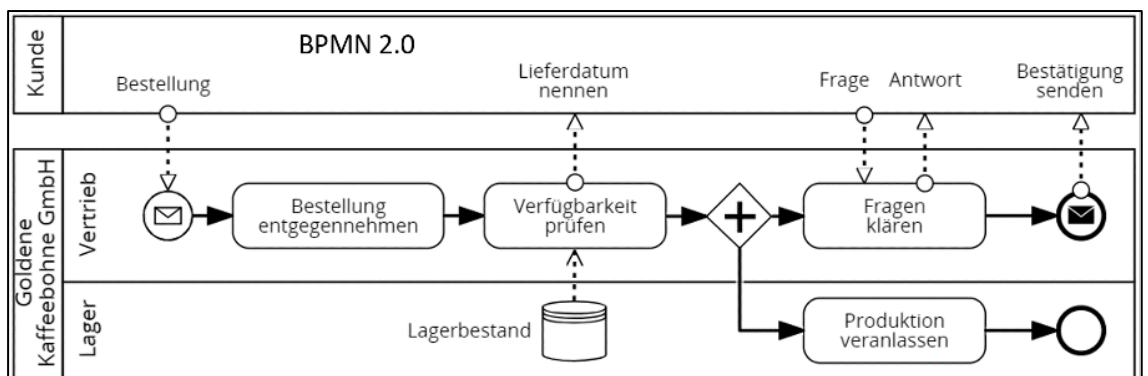 Kunde
BPMN 2.0
Bestellung
Lieferdatum
nennen
Frage
Antwort
Bestätigung
senden
Goldene
Kaffeebohne GmbH
Vertrieb
Bestellung
entgegennehmen
Verfügbarkeit
prüfen
Fragen
klären
Lager
Lagerbestand
Produktion
veranlassen